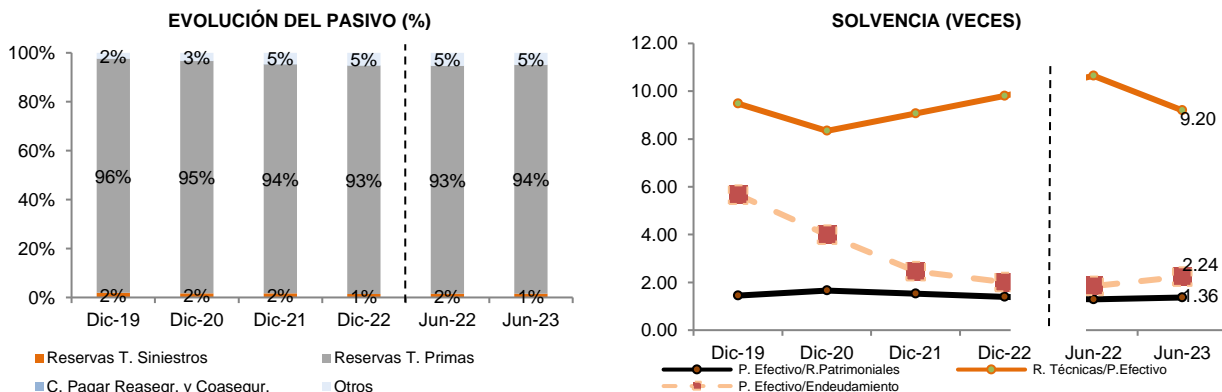 EVOLUCIÓN DEL PASIVO (%)
100%
80%
60%
40%
20%
0%
2% 3% 5% 5% 5% 5%
96% 95% 94% 93% 93% 94%
2% 2% 2% 1% 2% 1%
Dic-19 Dic-20 Dic-21 Dic-22 Jun-22 Jun-23
Reservas T. Siniestros Reservas T. Primas
C. Pagar Reasegr. y Coasegur. Otros
SOLVENCIA (VECES)
12.00
10.00
8.00
6.00
4.00
2.00
0.00
9.20
2.24
1.36
Dic-19 Dic-20 Dic-21 Dic-22 Jun-22 Jun-23
P. Efectivo/R.Patrimoniales R. Técnicas/P.Efectivo
P. Efectivo/Endeudamiento